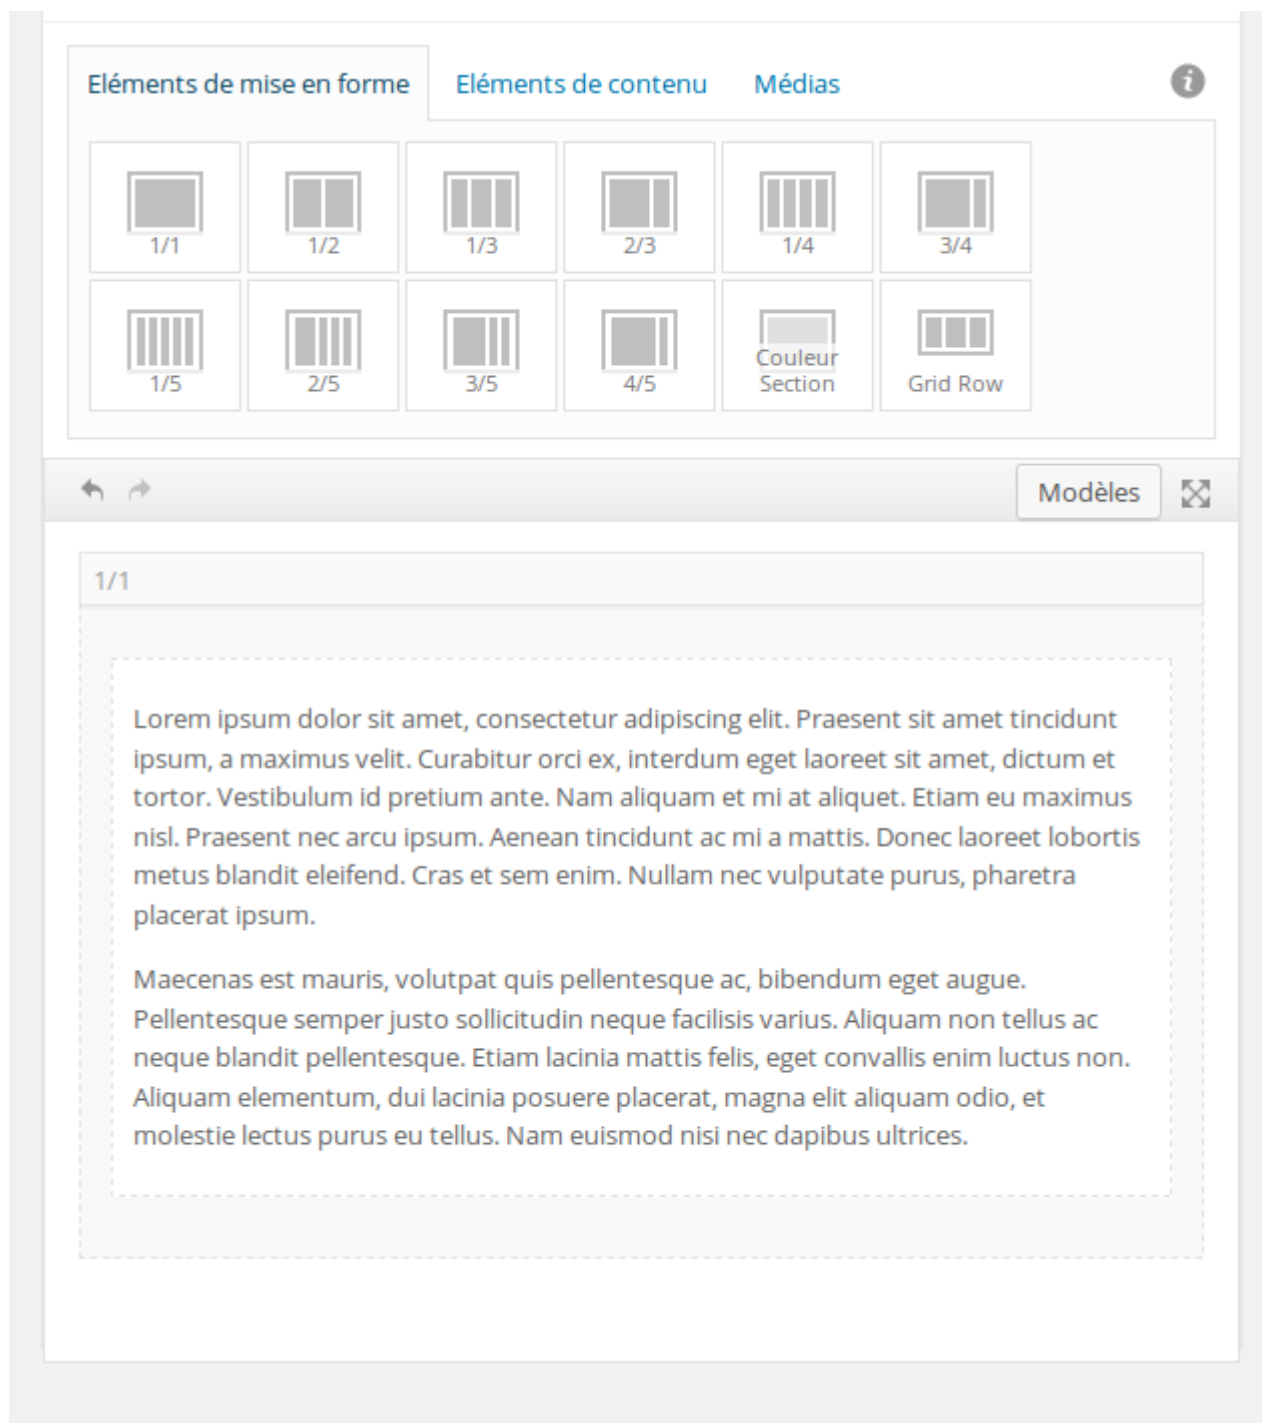 Eléments de mise en forme Eléments de contenu Médias
1/1 1/2 1/3 2/3 1/4 3/4
1/5 2/5 3/5 4/5 Couleur Section Grid Row
Modèles
1/1
Lorem ipsum dolor sit amet, consectetur adipiscing elit. Praesent sit amet tincidunt
ipsum, a maximus velit. Curabitur orci ex, interdum eget laoreet sit amet, dictum et
tortor. Vestibulum id pretium ante. Nam aliquam et mi at aliquet. Etiam eu maximus
nisl. Praesent nec arcu ipsum. Aenean tincidunt ac mi a mattis. Donec laoreet lobortis
metus blandit eleifend. Cras et sem enim. Nullam nec vulputate purus, pharetra
placerat ipsum.
Maecenas est mauris, volutpat quis pellentesque ac, bibendum eget augue.
Pellentesque semper justo sollicitudin neque facilisis varius. Aliquam non tellus ac
neque blandit pellentesque. Etiam lacinia mattis felis, eget convallis enim luctus non.
Aliquam elementum, dui lacinia posuere placerat, magna elit aliquam odio, et
molestie lectus purus eu tellus. Nam euismod nisi nec dapibus ultrices.